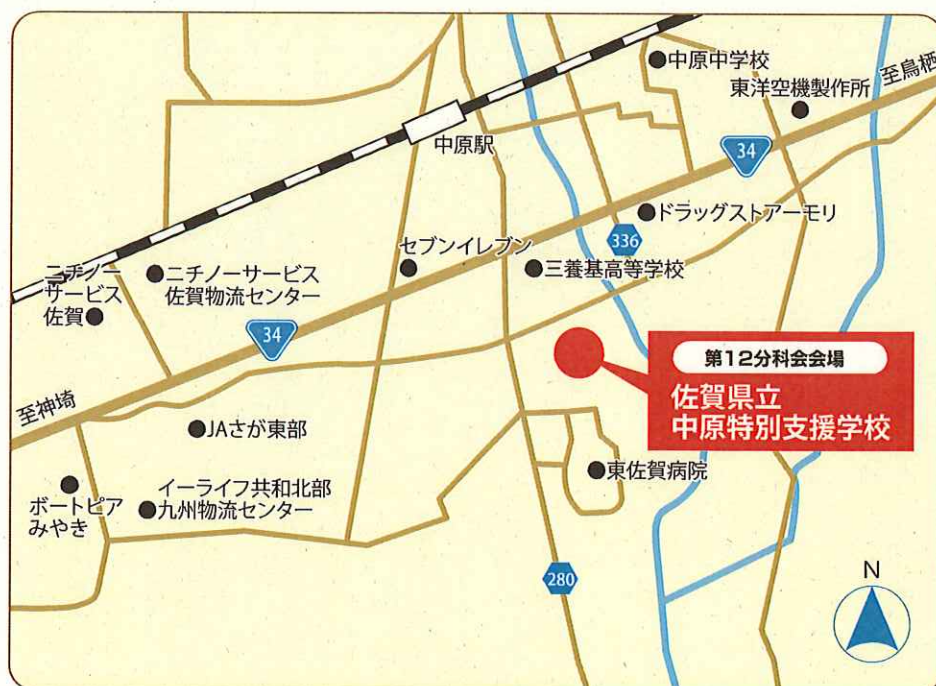 中原中学校
至鳥栖
東洋空機製作所
中原駅
34
ドラッグストアーモリ
336
セブンイレブン
三養基高等学校
ニチノー
サービス
佐賀
ニチノーサービス
佐賀物流センター
34
第12分科会会場
佐賀県立
中原特別支援学校
至神埼
JAさが東部
東佐賀病院
ボートピア
みやき
イーライフ共和北部
九州物流センター
280
N